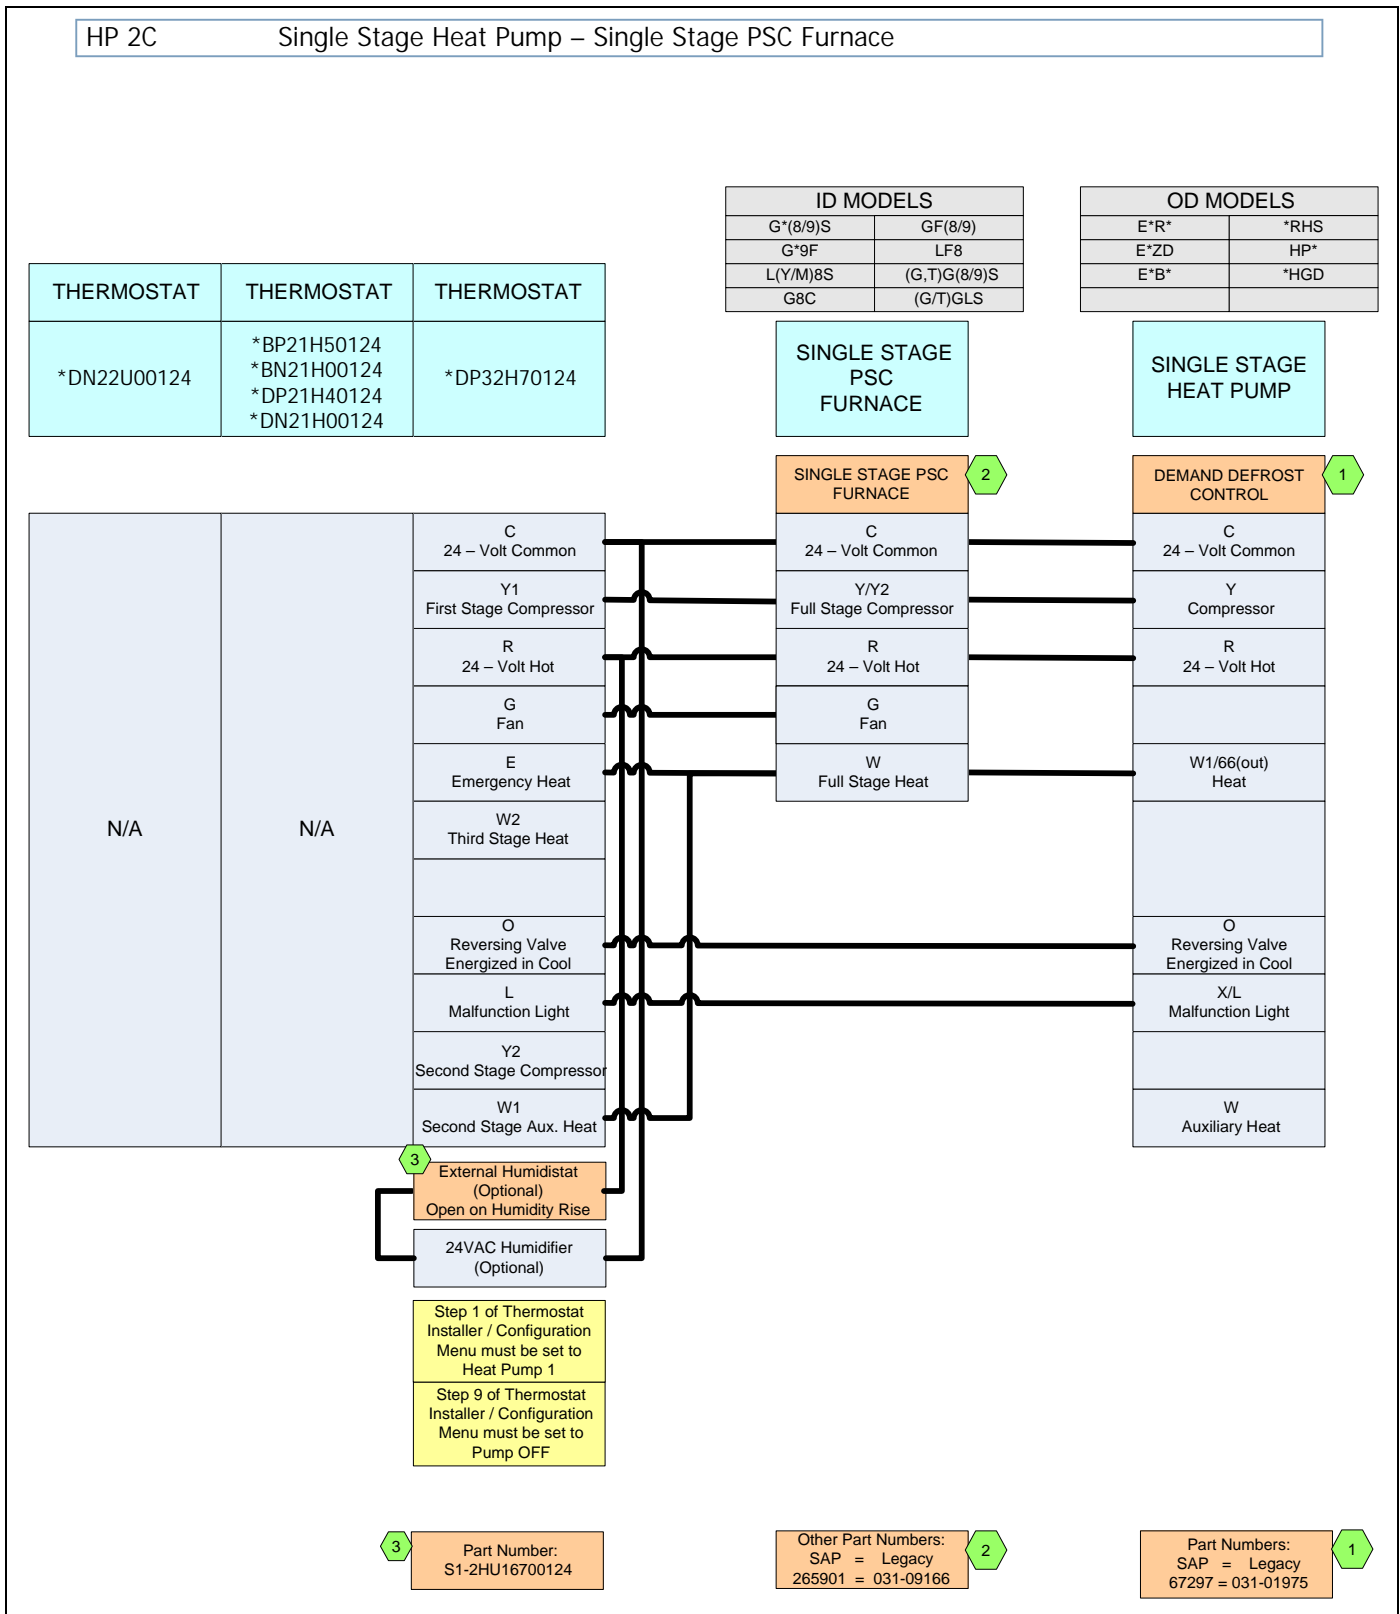 HP 2C Single Stage Heat Pump – Single Stage PSC Furnace
ID MODELS
G*(8/9)S GF(8/9)
G*9F LF8
L(Y/M)8S (G,T)G(8/9)S
G8C (G/T)GLS
OD MODELS
E*R* *RHS
E*ZD HP*
E*B* *HGD
THERMOSTAT THERMOSTAT THERMOSTAT
*DN22U00124
*BP21H50124
*BN21H00124
*DP21H40124
*DN21H00124
*DP32H70124
SINGLE STAGE
PSC
FURNACE
SINGLE STAGE
HEAT PUMP
SINGLE STAGE PSC
FURNACE
2
DEMAND DEFROST
CONTROL
1
N/A
N/A
C
24 – Volt Common
Y1
First Stage Compressor
R
24 – Volt Hot
G
Fan
E
Emergency Heat
W2
Third Stage Heat
O
Reversing Valve
Energized in Cool
L
Malfunction Light
Y2
Second Stage Compressor
W1
Second Stage Aux. Heat
C
24 – Volt Common
Y/Y2
Full Stage Compressor
R
24 – Volt Hot
G
Fan
W
Full Stage Heat
C
24 – Volt Common
Y
Compressor
R
24 – Volt Hot
W1/66(out)
Heat
O
Reversing Valve
Energized in Cool
X/L
Malfunction Light
W
Auxiliary Heat
3
External Humidistat
(Optional)
Open on Humidity Rise
24VAC Humidifier
(Optional)
Step 1 of Thermostat
Installer / Configuration
Menu must be set to
Heat Pump 1
Step 9 of Thermostat
Installer / Configuration
Menu must be set to
Pump OFF
3
Part Number:
S1-2HU16700124
Other Part Numbers:
SAP = Legacy
265901 = 031-09166
2
Part Numbers:
SAP = Legacy
67297 = 031-01975
1